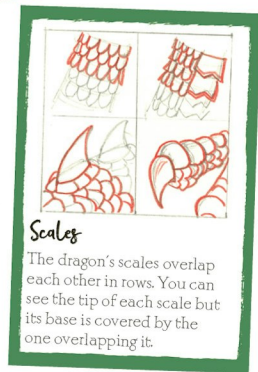 Scales
The dragon´s scales overlap
each other in rows. You can
see the tip of each scale but
its base is covered by the
one overlapping it.